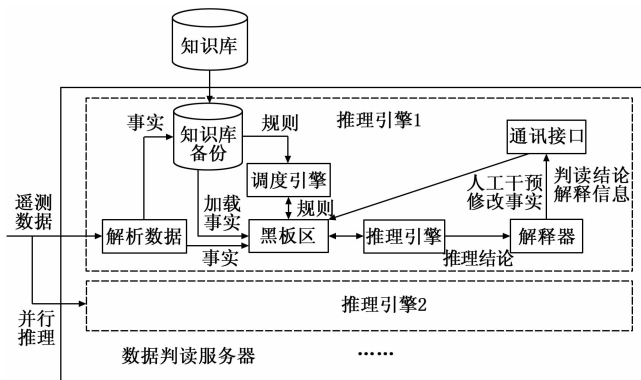 知识库
推理引擎1
事实
知识库
备份
规则
通讯接口
调度引擎
人工干预
修改事实
判读结论
解释信息
遥测
数据
加载
事实
规则
解析数据
黑板区
推理引擎
解释器
事实
推理结论
并行
推理
推理引擎2
数据判读服务器
……